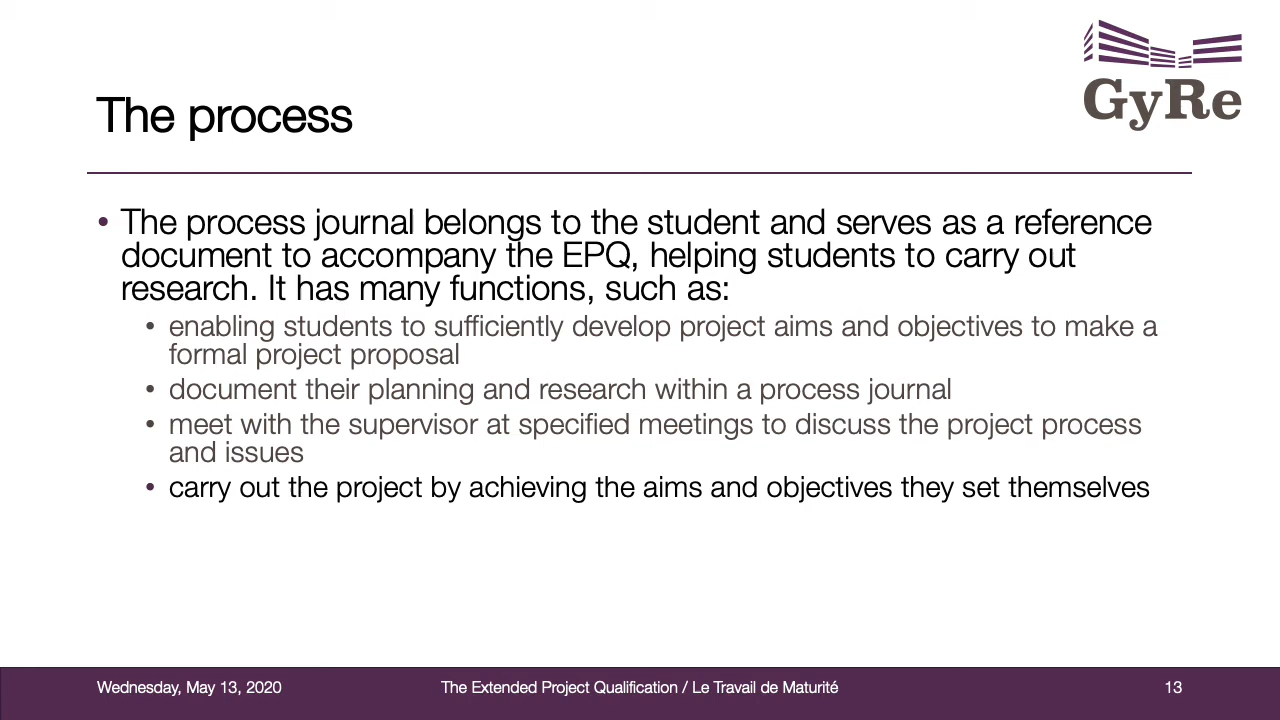 GyRe
The process
• The process journal belongs to the student and serves as a reference
document to accompany the EPQ, helping students to carry out
research. It has many functions, such as:
• enabling students to sufficiently develop project aims and objectives to make a
formal project proposal
• document their planning and research within a process journal
• meet with the supervisor at specified meetings to discuss the project process
and issues
• carry out the project by achieving the aims and objectives they set themselves
Wednesday, May 13, 2020
The Extended Project Qualification / Le Travail de Maturité
13